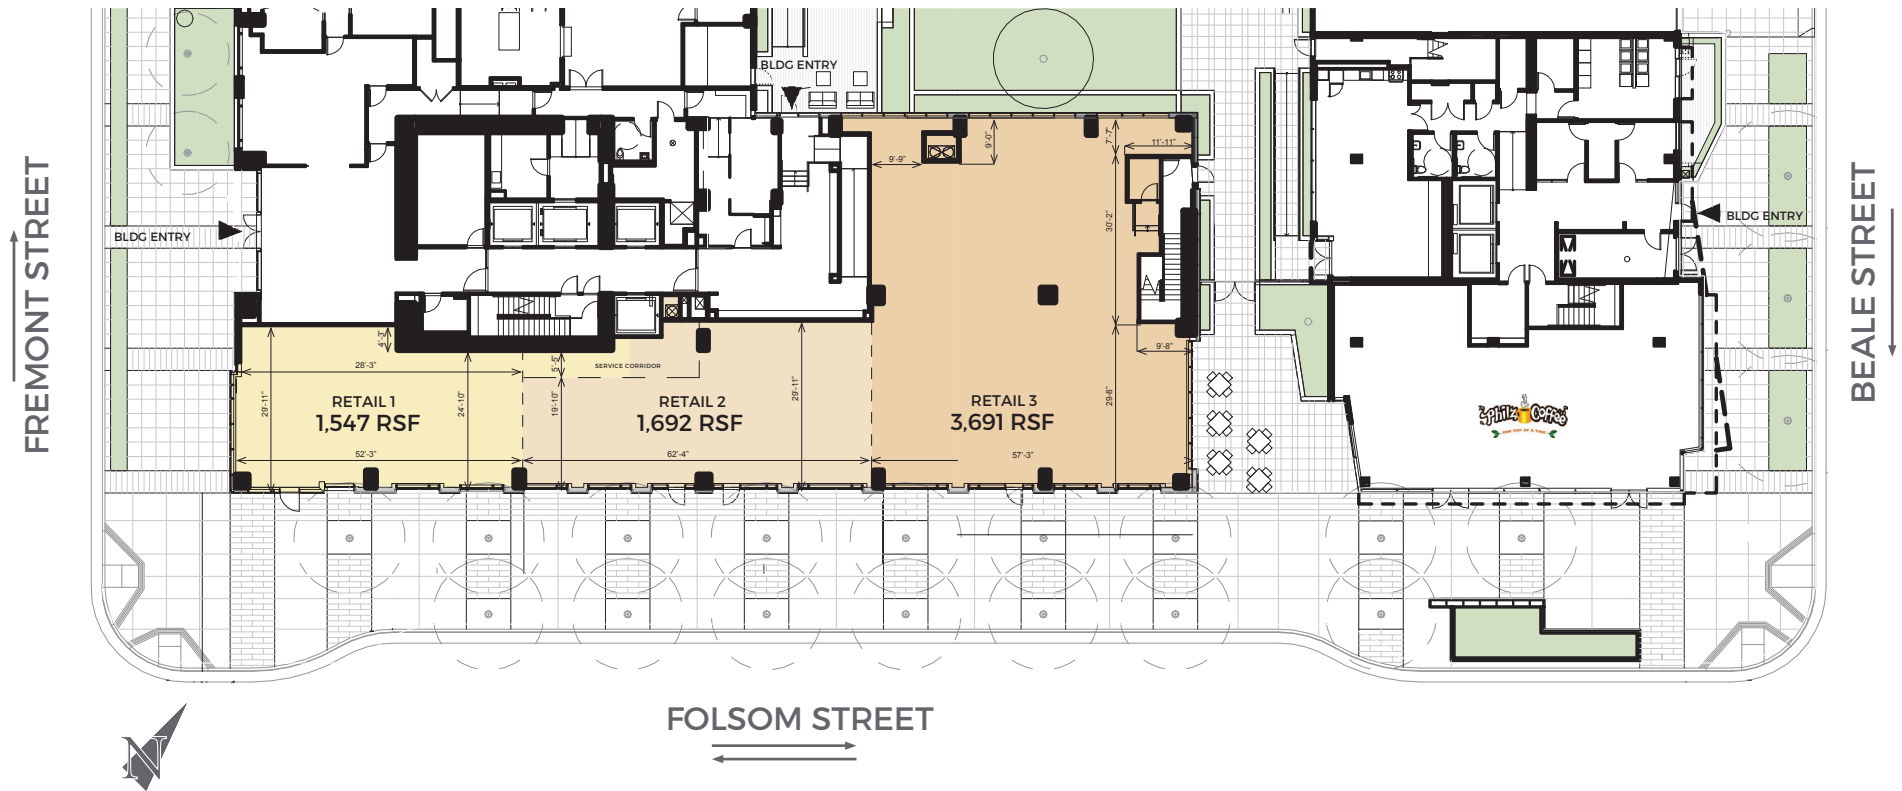 BLDG ENTRY
9'-0"
7'-7"
11'-11"
9'-9"
30'-2"
BLDG ENTRY
BLDG ENTRY
FREMONT STREET
BEALE STREET
4'-3"
28'-3"
5'-5"
SERVICE CORRIDOR
9'-8"
29'-11"
24'-10"
19'-10"
29'-11"
29'-8"
RETAIL 1
1,547 RSF
RETAIL 2
1,692 RSF
RETAIL 3
3,691 RSF
Philz Coffee
52'-3"
62'-4"
57'-3"
FOLSOM STREET
N